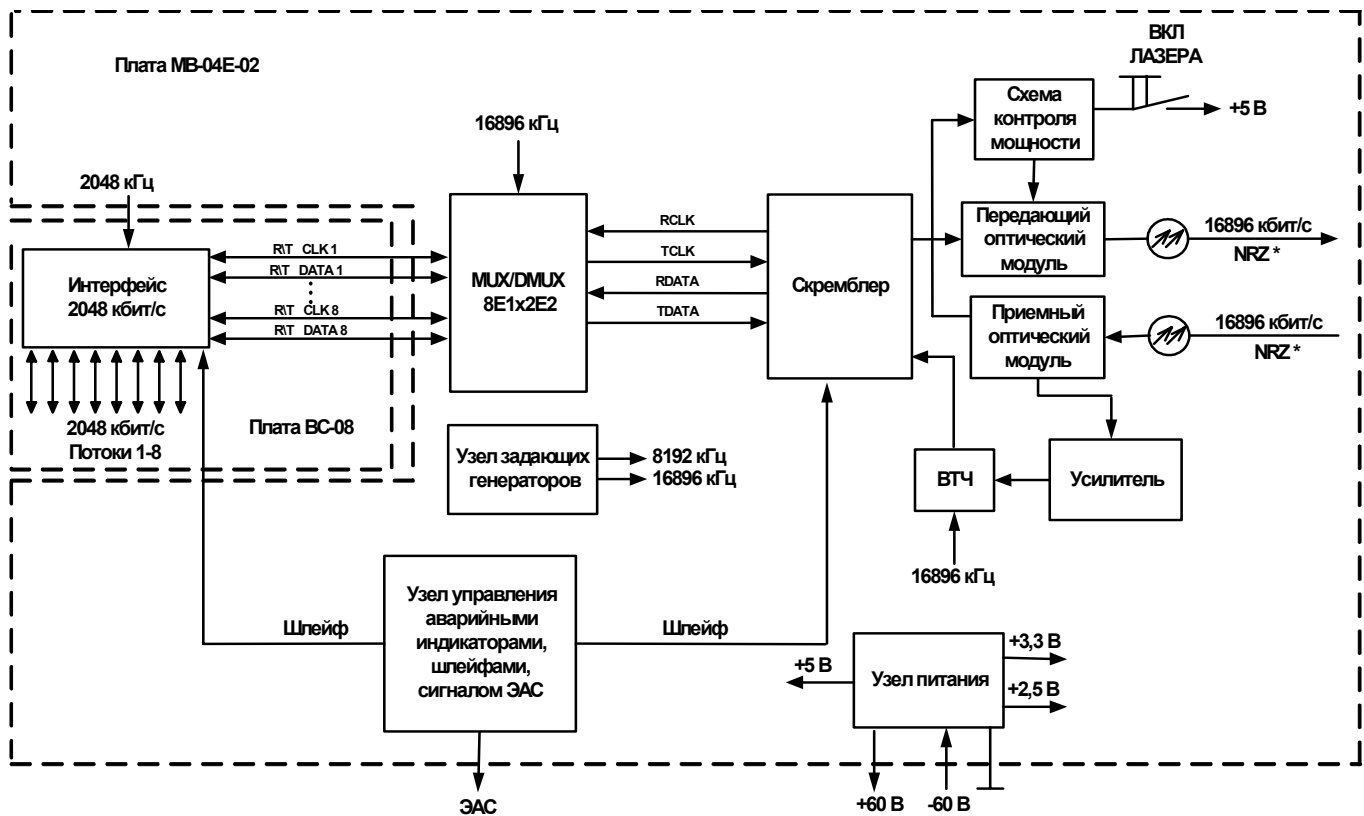 Плата МВ-04Е-02
ВКЛ
ЛАЗЕРА
Схема
контроля
мощности
+5 В
16896 кГц
2048 кГц
Интерфейс
2048 кбит/с
R\T CLK 1
R\T DATA 1
R\T CLK 8
R\T DATA 8
MUX/DMUX
8E1x2E2
RCLK
TCLK
RDATA
TDATA
Скремблер
Передающий
оптический
модуль
16896 кбит/с
NRZ *
Приемный
оптический
модуль
16896 кбит/с
NRZ *
2048 кбит/с
Потоки 1-8
Плата ВС-08
Узел задающих
генераторов
8192 кГц
16896 кГц
ВТЧ
Усилитель
16896 кГц
Шлейф
Узел управления
аварийными
индикаторами,
шлейфами,
сигналом ЭАС
Шлейф
ЭАС
+5 В
Узел питания
+3,3 В
+2,5 В
+60 В
-60 В